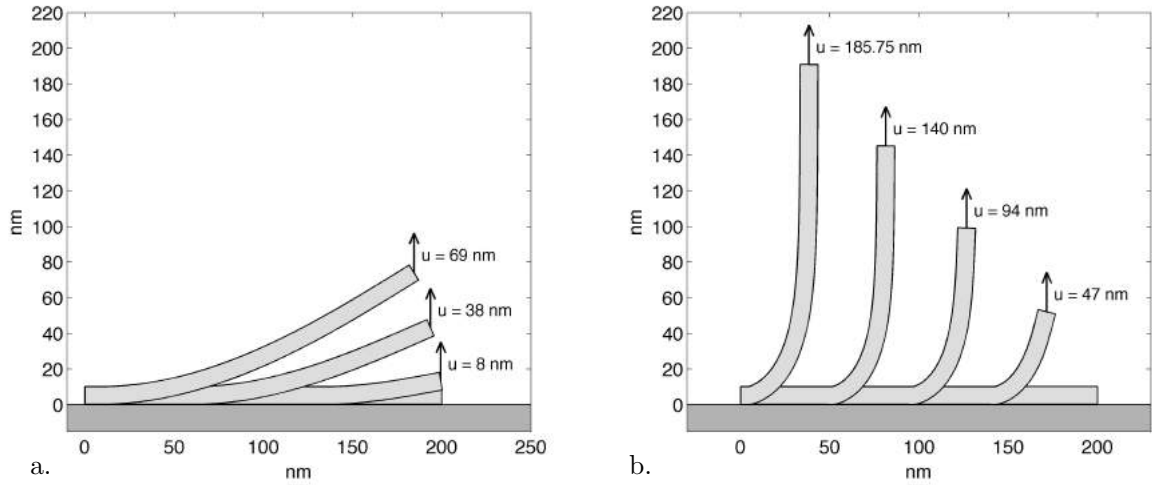 220
200
180
160
140
120
100
80
60
40
20
0
nm
u = 69 nm
u = 38 nm
u = 8 nm
0 50 100 150 200 250
nm
a.
220
200
180
160
140
120
100
80
60
40
20
0
nm
u = 185.75 nm
u = 140 nm
u = 94 nm
u = 47 nm
0 50 100 150 200
nm
b.